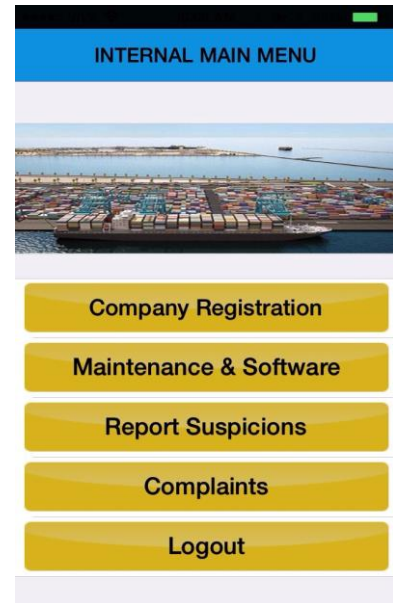 INTERNAL MAIN MENU
Company Registration
Maintenance & Software
Report Suspicions
Complaints
Logout